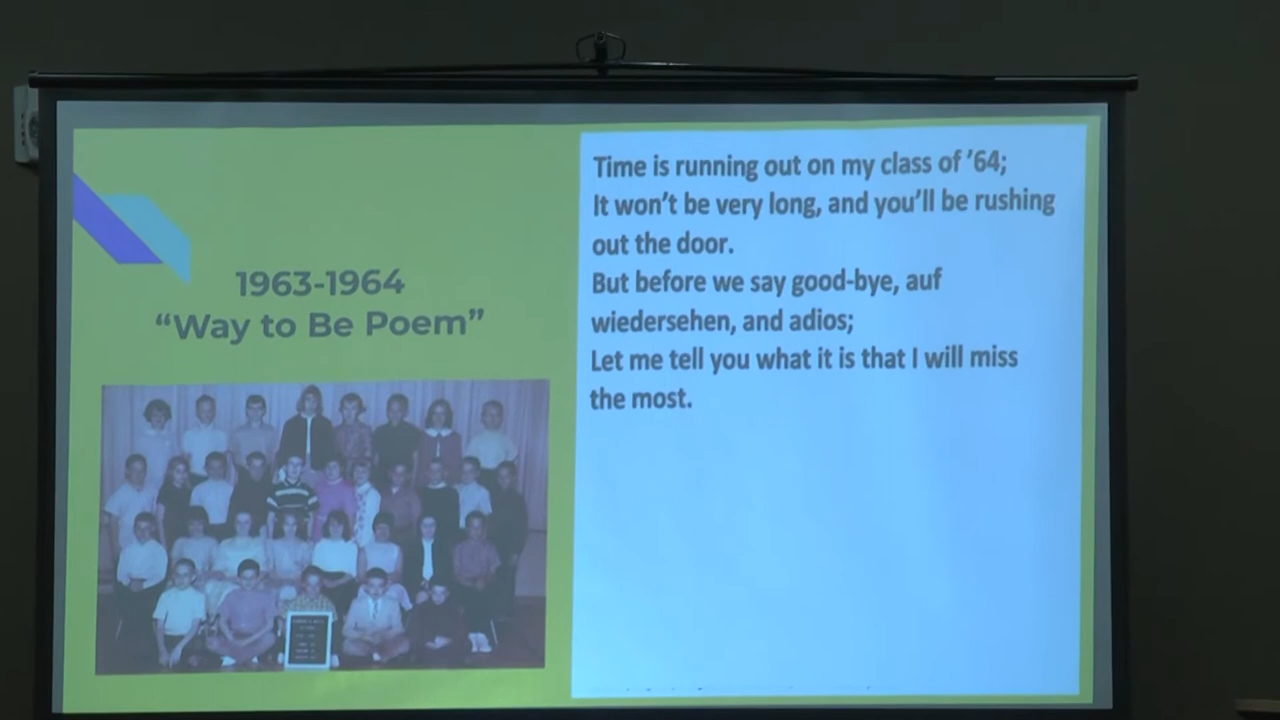 1963-1964
“Way to Be Poem”
Time is running out on my class of ’64;
It won’t be very long, and you’ll be rushing
out the door.
But before we say good-bye, auf
wiedersehen, and adios;
Let me tell you what it is that I will miss
the most.